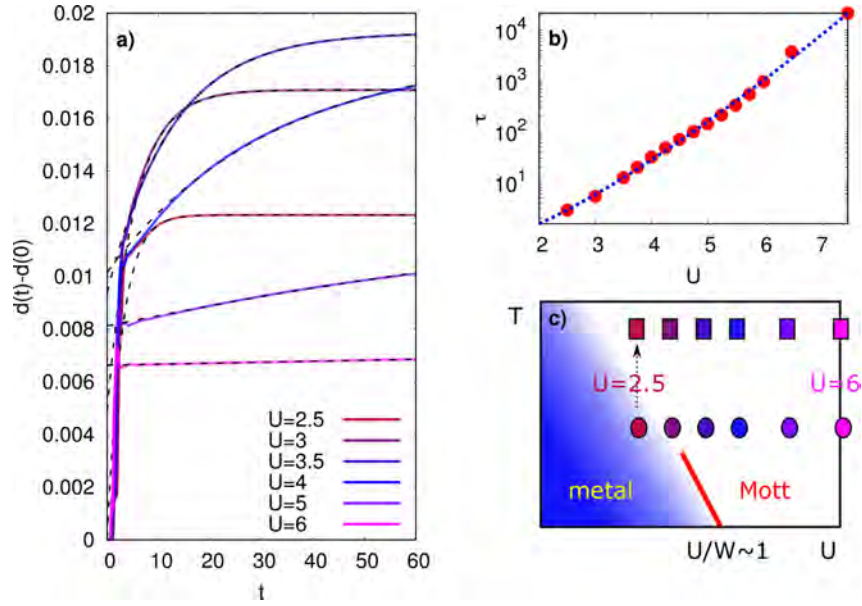 a)
0.02
0.018
0.016
0.014
0.012
0.01
0.008
0.006
0.004
0.002
0
d(t)-d(0)
0 10 20 30 40 50 60
t
U=2.5
U=3
U=3.5
U=4
U=5
U=6
b)
10^4
10^3
10^2
10^1
τ
2 3 4 5 6 7
U
T
c)
U=2.5
U=6
metal
Mott
U/W~1
U